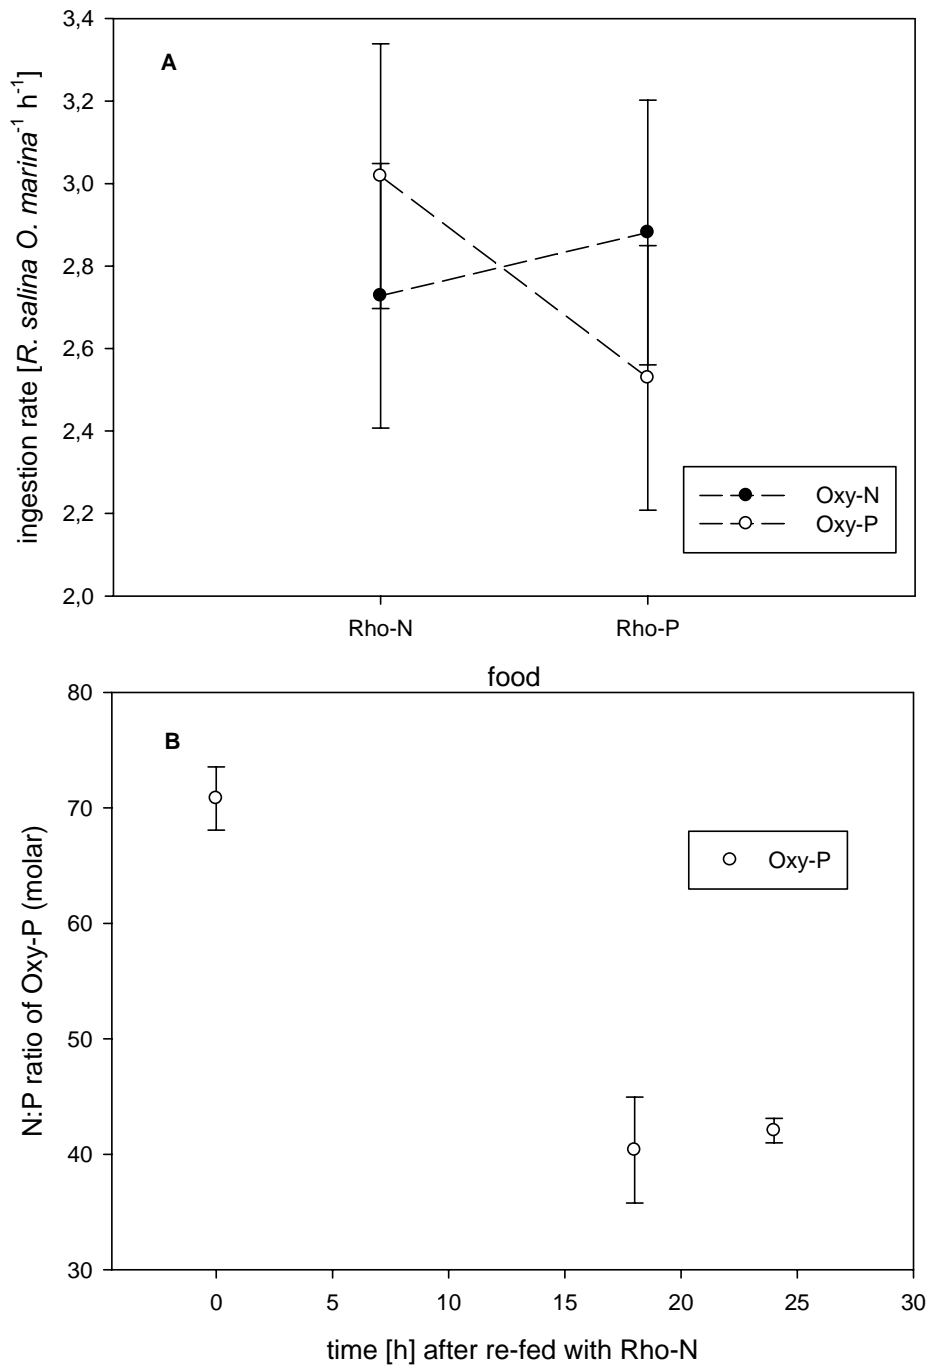 3,4
A
3,2
3,0
2,8
2,6
2,4
2,2
2,0
ingestion rate [R. salina O. marina⁻¹ h⁻¹]
Oxy-N
Oxy-P
Rho-N Rho-P
food
80
B
70
60
50
40
30
N:P ratio of Oxy-P (molar)
Oxy-P
0 5 10 15 20 25 30
time [h] after re-fed with Rho-N